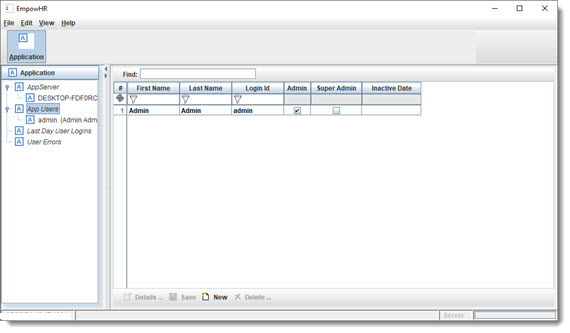 EmpowHR
File Edit View Help
Application
Application
AppServer
DESKTOP-FDF0RC
App Users
admin (Admin Adm
Last Day User Logins
User Errors
Find:
# First Name Last Name Login Id Admin Super Admin Inactive Date
1 Admin Admin admin
Details ... Save New Delete ...
Server